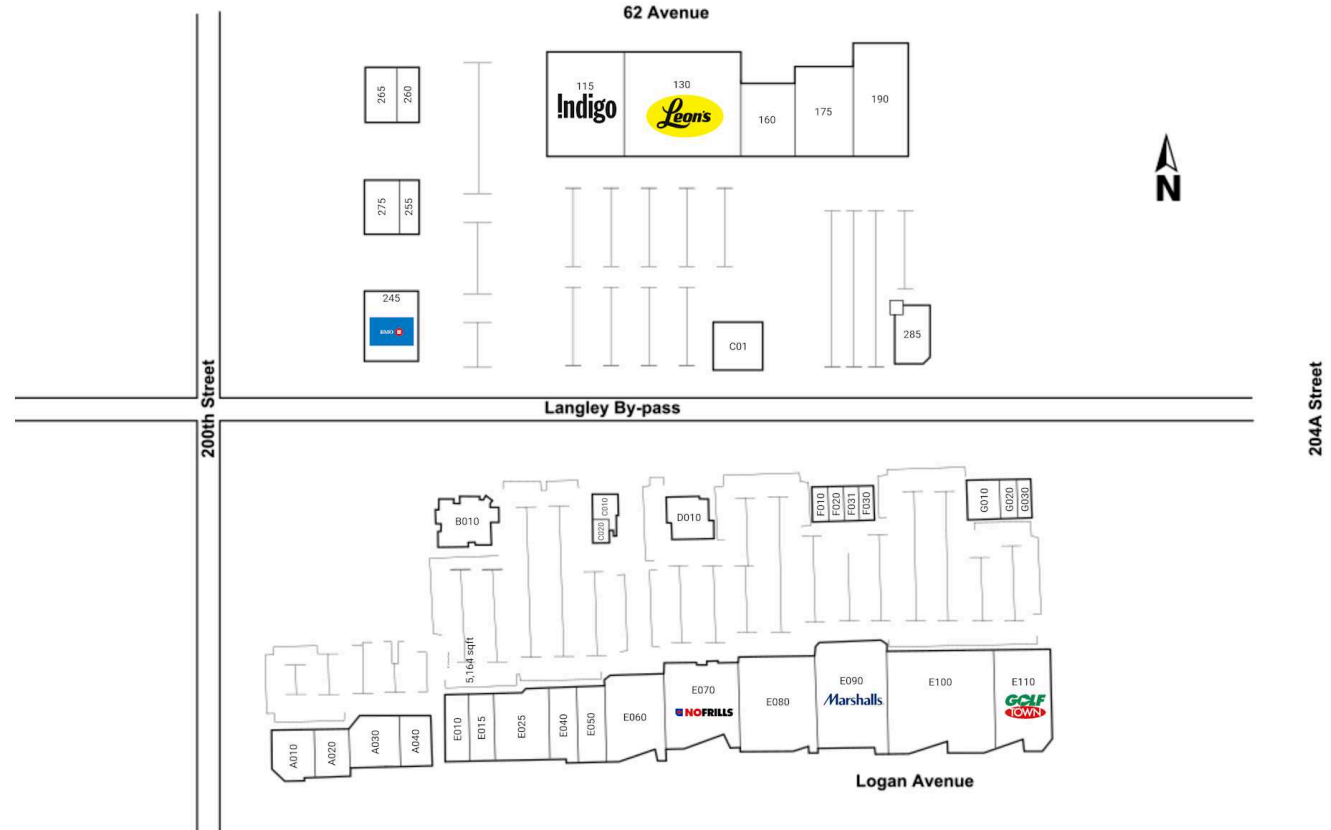 62 Avenue
265
260
115
!ndigo
130
Leon's
160
175
190
N
275
255
245
BMO
C01
285
200th Street
Langley By-pass
204A Street
B010
C010
C020
D010
F010
F020
F031
F030
G010
G020
G030
5,164 sqft
A010
A020
A030
A040
E010
E015
E025
E040
E050
E060
E070
NOFRILLS
E080
E090
Marshalls
E100
E110
GOLF
TOWN
Logan Avenue